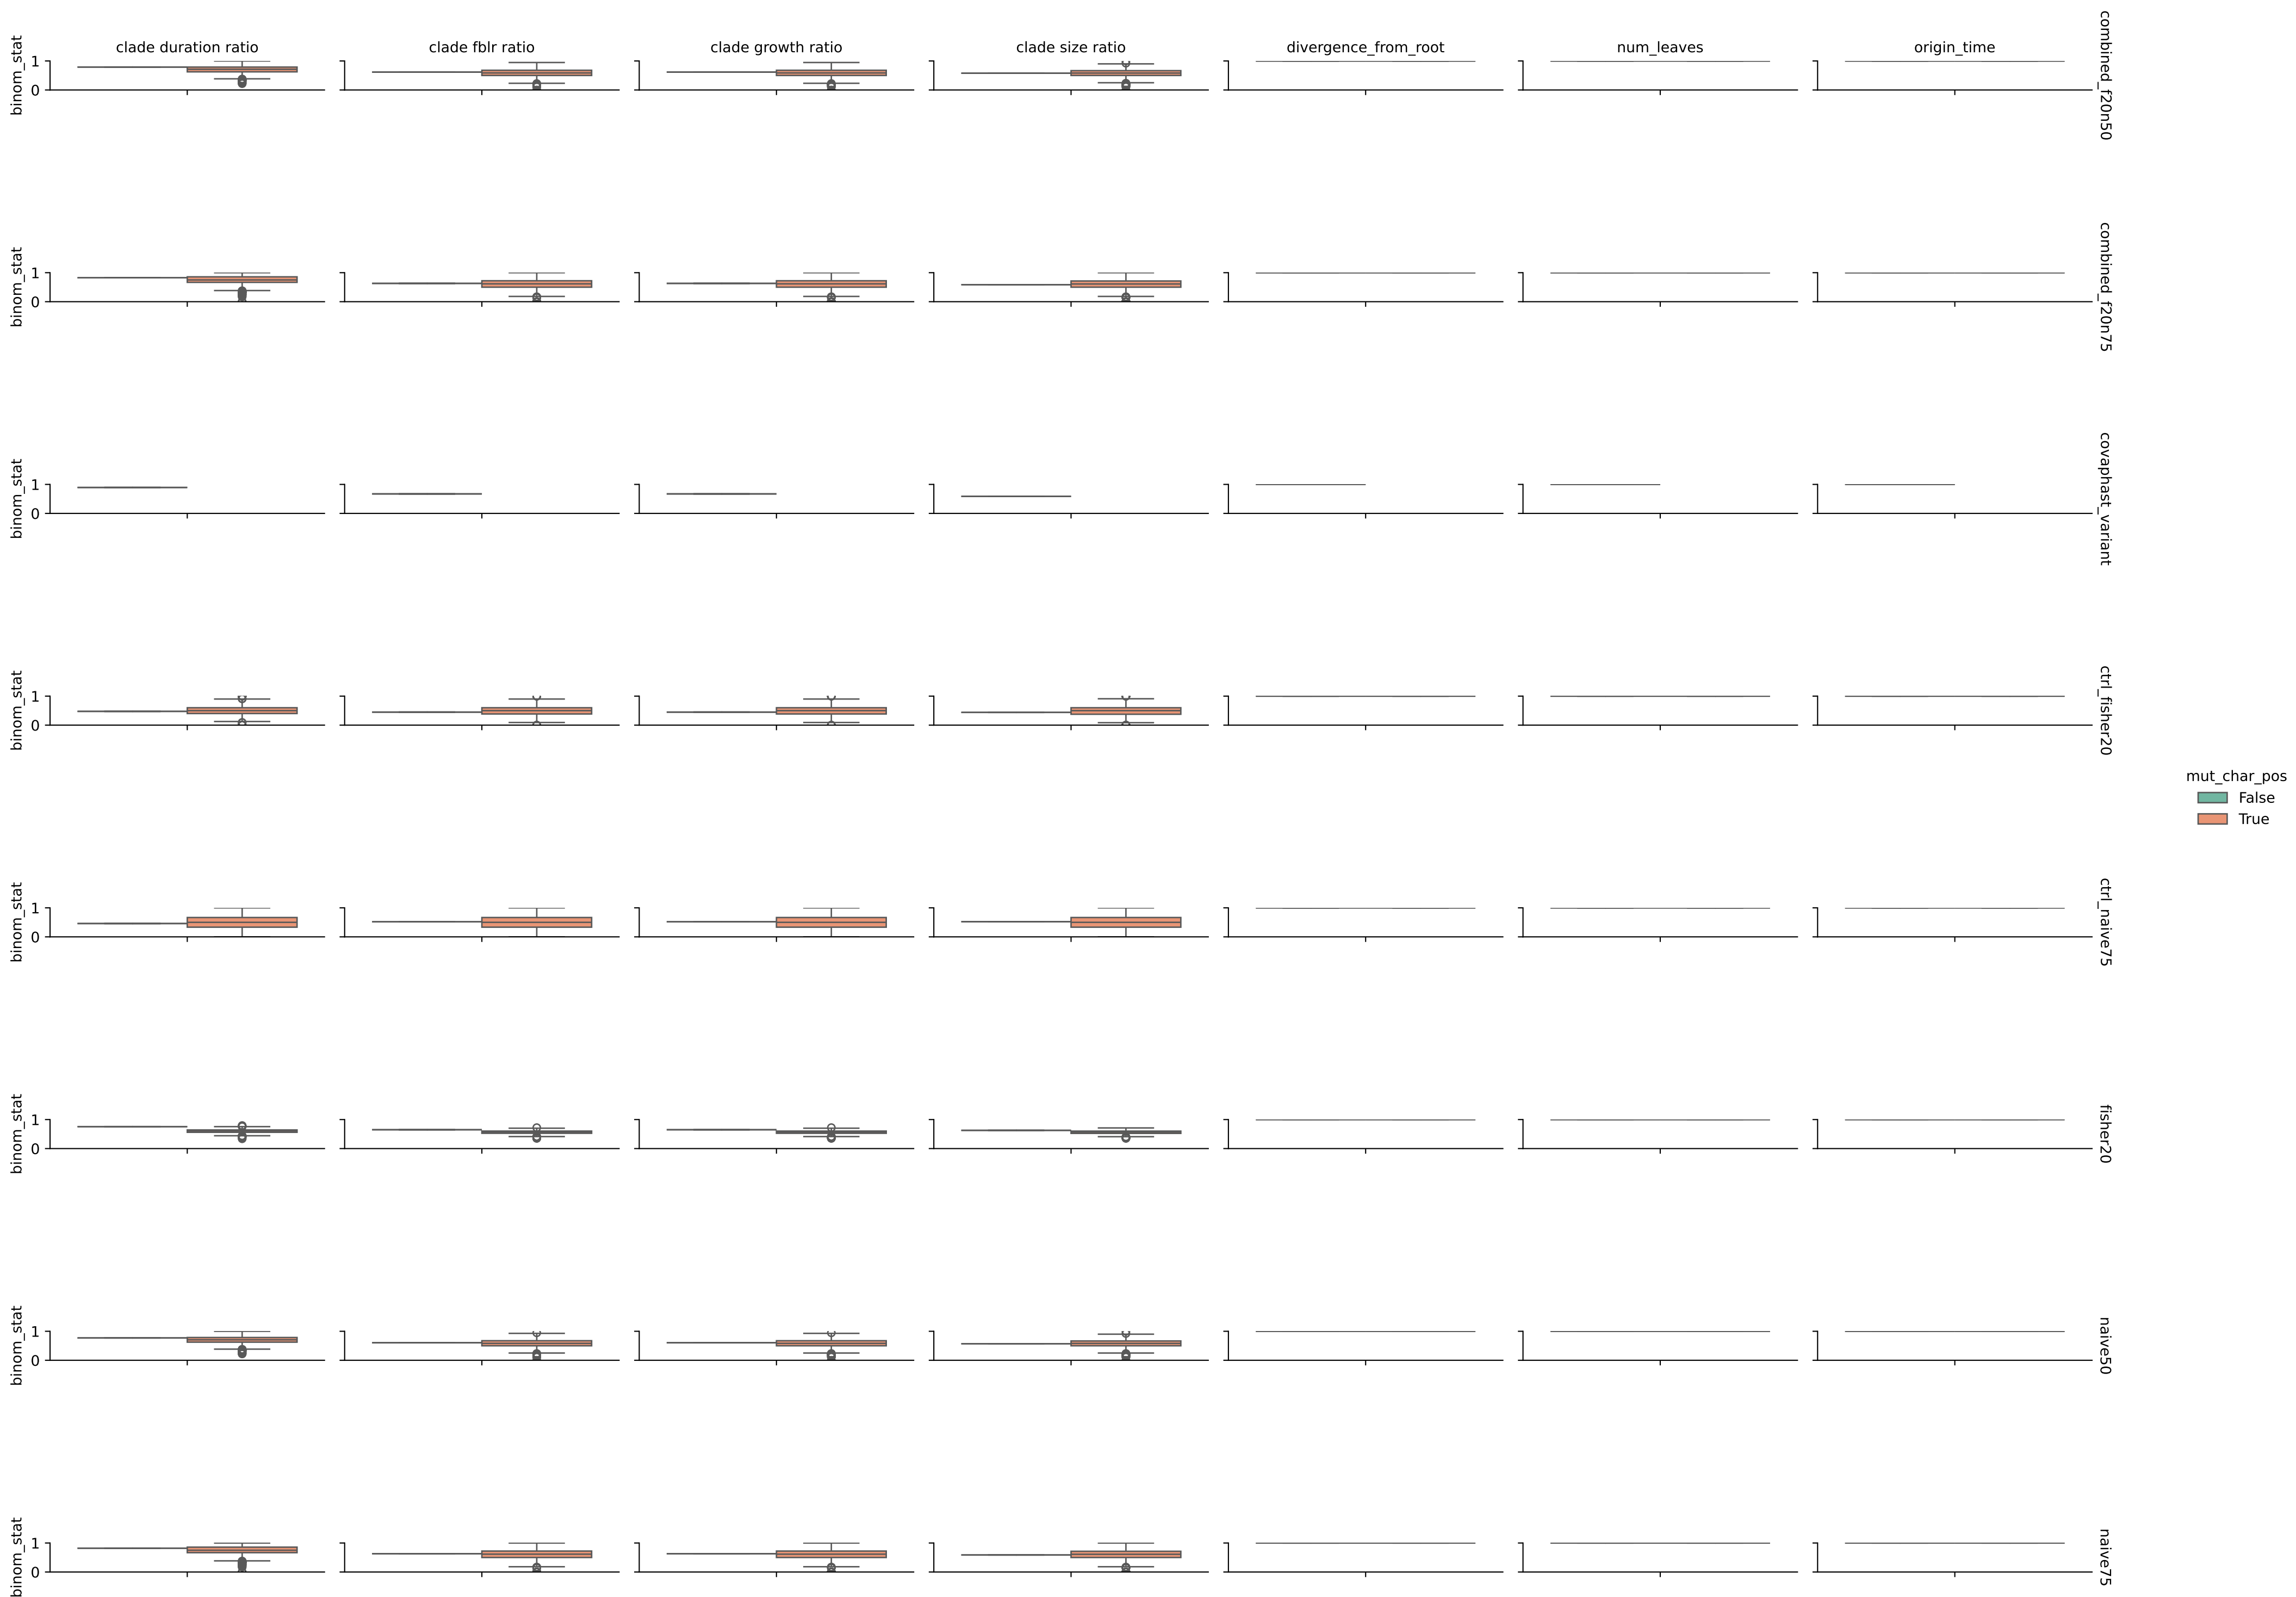 clade duration ratio
clade fblr ratio
clade growth ratio
clade size ratio
divergence_from_root
num_leaves
origin_time
binom_stat
1
0
combined_f20n50
binom_stat
1
0
combined_f20n75
binom_stat
1
0
covaphast_variant
binom_stat
1
0
ctrl_fisher20
mut_char_pos
False
True
binom_stat
1
0
ctrl_naive75
binom_stat
1
0
fisher20
binom_stat
1
0
naive50
binom_stat
1
0
naive75